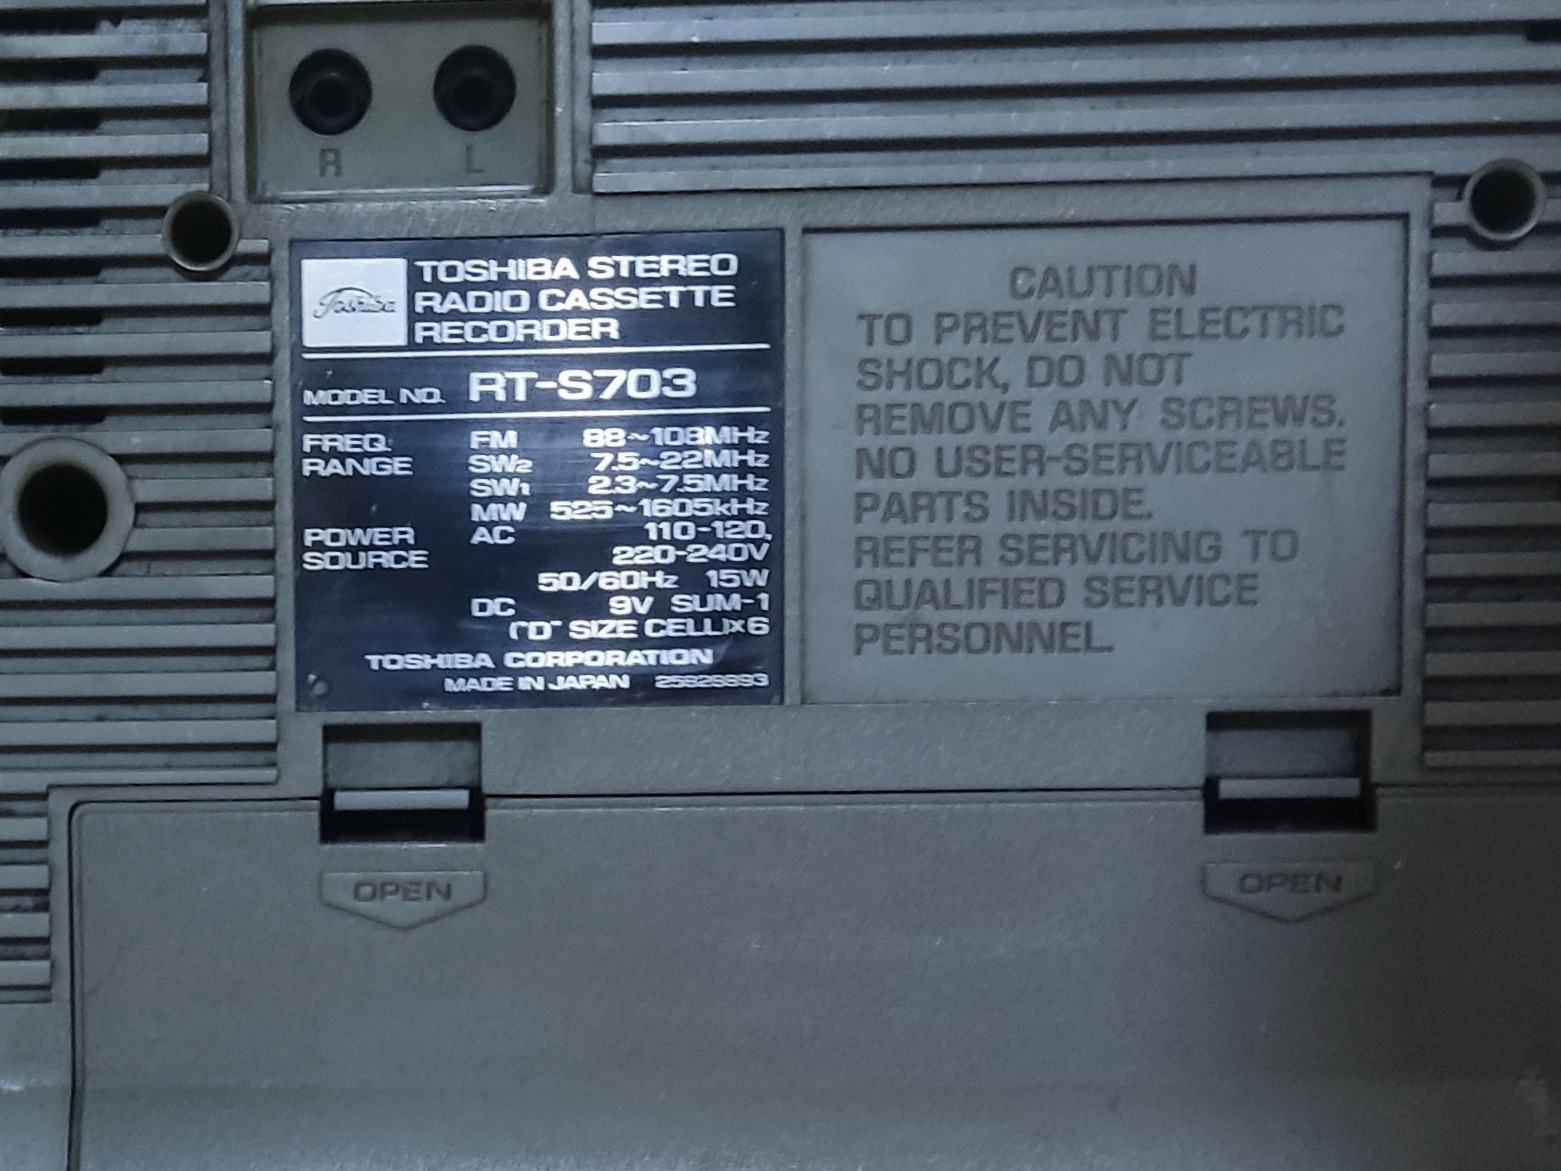 R L
Toshiba
TOSHIBA STEREO
RADIO CASSETTE
RECORDER
MODEL NO. RT-S703
FREQ. FM 88~108MHz
RANGE SW2 7.5~22MHz
SW1 2.3~7.5MHz
MW 525~1605kHz
POWER AC 110-120,
SOURCE 220-240V
50/60Hz 15W
DC 9V SUM-1
("D" SIZE CELL)×6
TOSHIBA CORPORATION
MADE IN JAPAN
CAUTION
TO PREVENT ELECTRIC
SHOCK, DO NOT
REMOVE ANY SCREWS.
NO USER-SERVICEABLE
PARTS INSIDE.
REFER SERVICING TO
QUALIFIED SERVICE
PERSONNEL.
OPEN OPEN